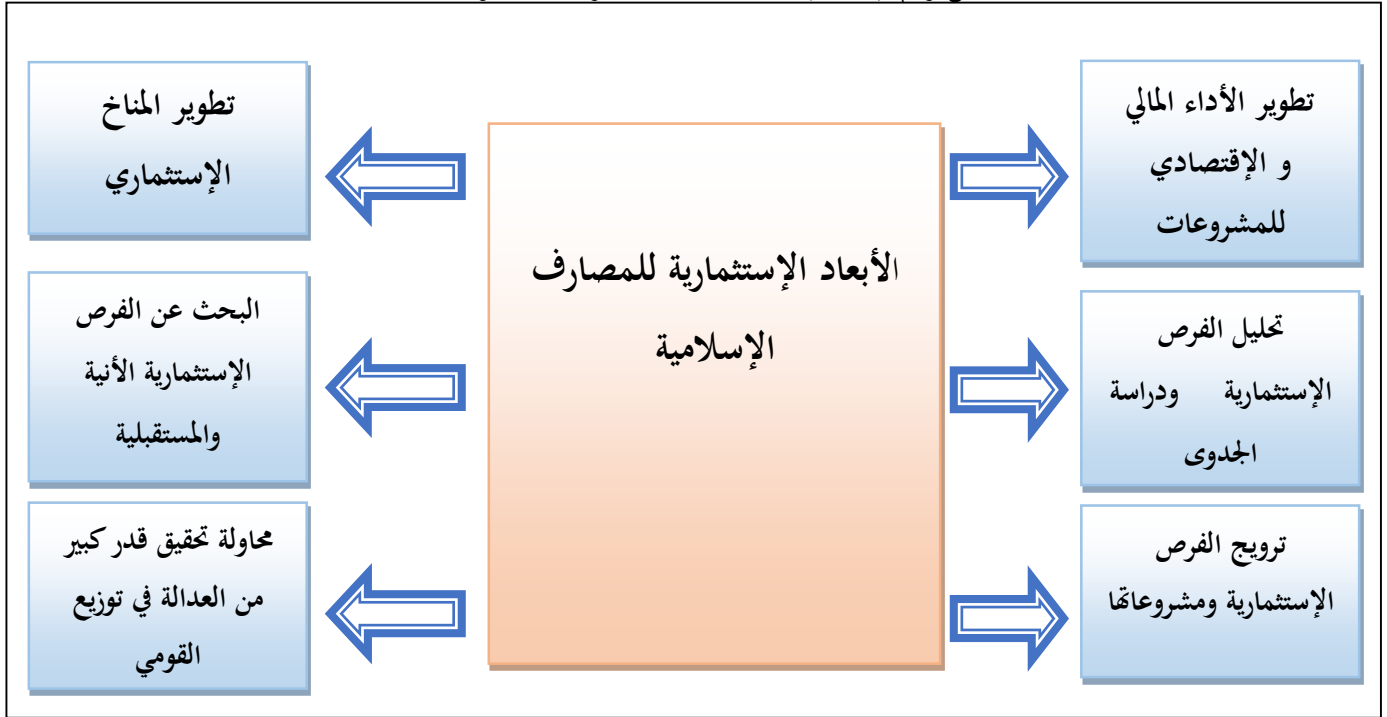 تطوير الأداء المالي
و الإقتصادي
للمشروعات
تحليل الفرص
الإستثمارية ودراسة
الجدوى
ترويج الفرص
الإستثمارية ومشروعاتها
الأبعاد الإستثمارية للمصارف
الإسلامية
تطوير المناخ
الإستثماري
البحث عن الفرص
الإستثمارية الأنية
والمستقبلية
محاولة تحقيق قدر كبير
من العدالة في توزيع
القومي